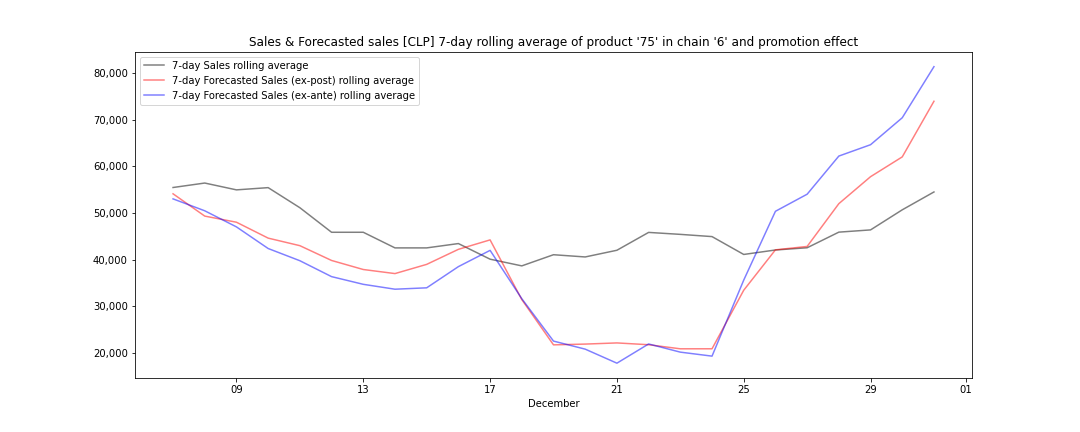 Sales & Forecasted sales [CLP] 7-day rolling average of product '75' in chain '6' and promotion effect
7-day Sales rolling average
7-day Forecasted Sales (ex-post) rolling average
7-day Forecasted Sales (ex-ante) rolling average
80,000
70,000
60,000
50,000
40,000
30,000
20,000
09 13 17 21 25 29 01
December